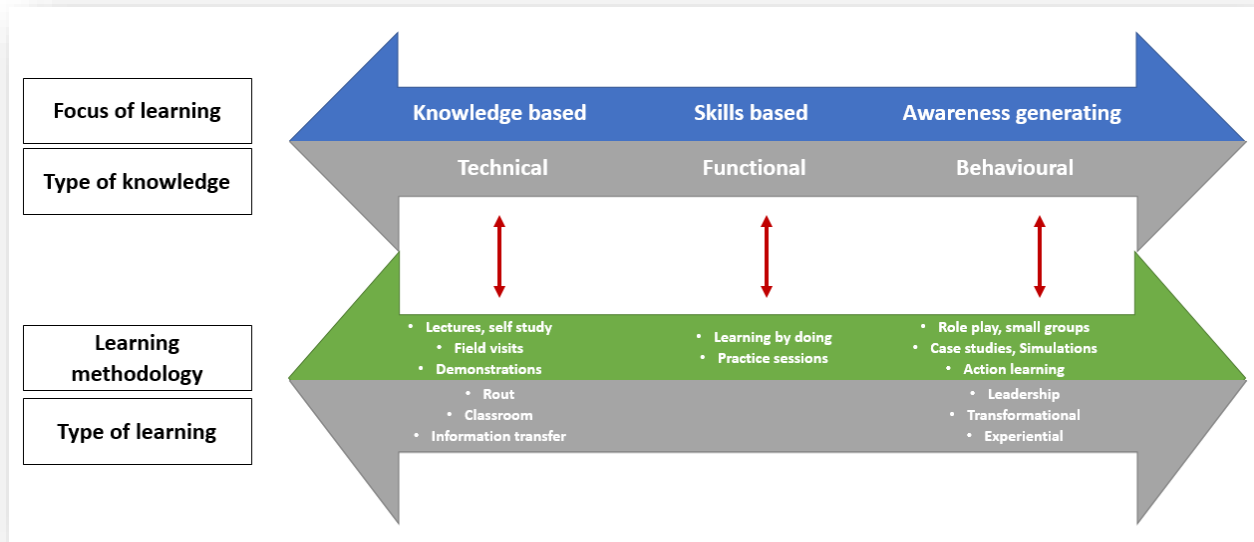 Focus of learning
Knowledge based
Skills based
Awareness generating
Type of knowledge
Technical
Functional
Behavioural
Learning
methodology
• Lectures, self study
• Field visits
• Demonstrations
• Learning by doing
• Practice sessions
• Role play, small groups
• Case studies, Simulations
• Action learning
Type of learning
• Rout
• Classroom
• Information transfer
• Leadership
• Transformational
• Experiential